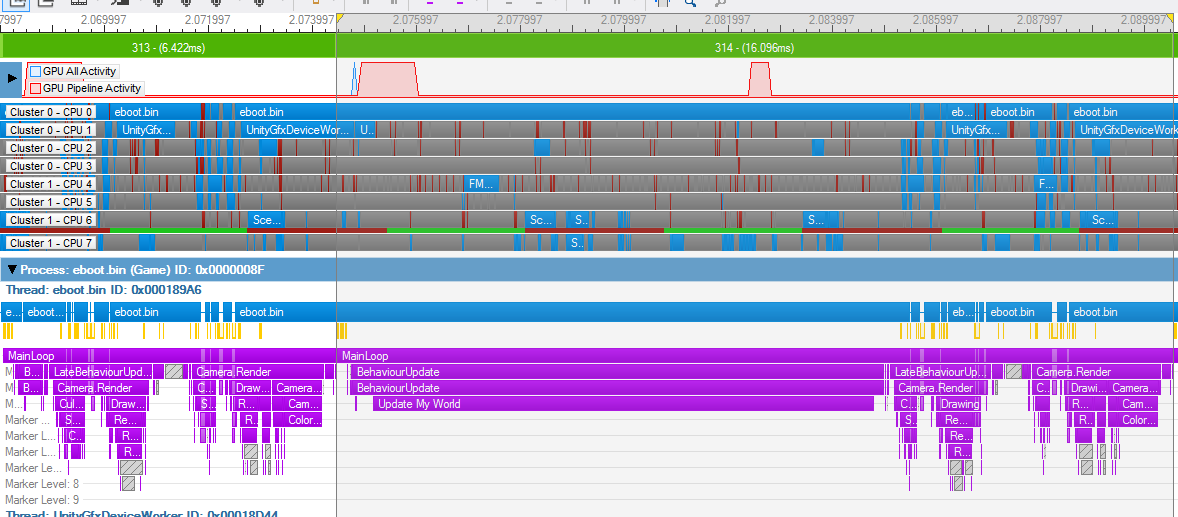 7997 2.069997 2.071997 2.073997 2.075997 2.077997 2.079997 2.081997 2.083997 2.085997 2.087997 2.089997
313 - (6.422ms) 314 - (16.096ms)
GPU All Activity
GPU Pipeline Activity
Cluster 0 - CPU 0 eboot.bin eboot.bin eb... eboot.bin eboot.bin
Cluster 0 - CPU 1 UnityGfx... UnityGfxDeviceWor... U... UnityGfx... UnityGfxDeviceWork
Cluster 0 - CPU 2
Cluster 0 - CPU 3
Cluster 1 - CPU 4 FM... F...
Cluster 1 - CPU 5
Cluster 1 - CPU 6 Sce... Sc... S... S... Sc...
Cluster 1 - CPU 7 S...
Process: eboot.bin (Game) ID: 0x0000008F
Thread: eboot.bin ID: 0x000189A6
e... eboot... eboot.bin eboot.bin eb... eboot.bin eboot.bin
MainLoop MainLoop
M B... LateBehaviourUpd... Camera.Render BehaviourUpdate LateBehaviourUp... Camera.Render
M... B... Camera.Render C... Draw... Camera... BehaviourUpdate Camera.Render Drawi... Camera...
M... Cul... Draw... S... R... Cam... Update My World C... Drawing R... Cam...
Marker ... S... Re... R... Color... S... Re... R... Color...
Marker L... C... R... Re...
Marker L... R... R...
Marker Le...
Marker Level: 8
Marker Level: 9
Thread: UnityGfxDeviceWorker ID: 0x00018D44